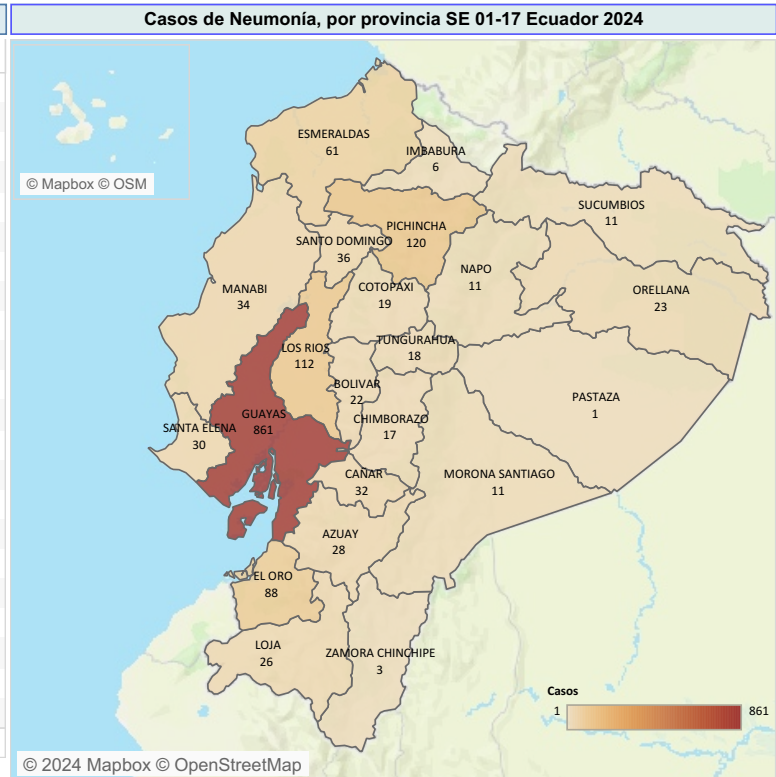 Casos de Neumonía, por provincia SE 01-17 Ecuador 2024
© Mapbox © OSM
ESMERALDAS
61
IMBABURA
6
SUCUMBIOS
11
PICHINCHA
120
SANTO DOMINGO
36
NAPO
11
MANABI
34
COTOPAXI
19
ORELLANA
23
LOS RIOS
112
TUNGURAHUA
18
BOLIVAR
22
PASTAZA
1
GUAYAS
861
CHIMBORAZO
17
SANTA ELENA
30
CAÑAR
32
MORONA SANTIAGO
11
AZUAY
28
EL ORO
88
LOJA
26
ZAMORA CHINCHIPE
3
Casos
1 861
© 2024 Mapbox © OpenStreetMap